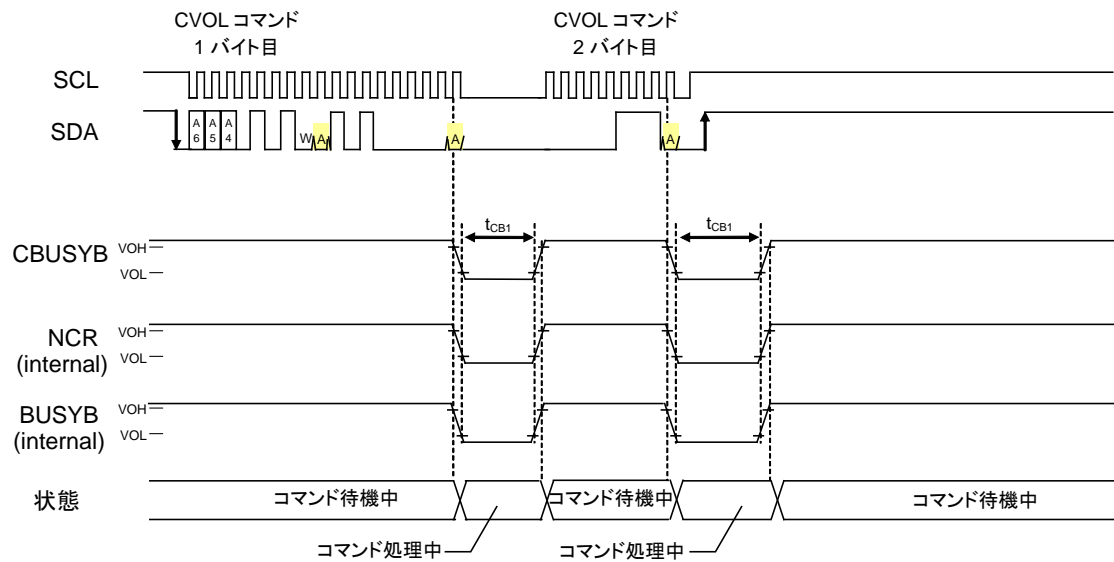 CVOL コマンド
1 バイト目
CVOL コマンド
2 バイト目
SCL
SDA
A6
A5
A4
W
A
A
A
tCB1
tCB1
CBUSYB
VOH
VOL
NCR
(internal)
VOH
VOL
BUSYB
(internal)
VOH
VOL
状態
コマンド待機中
コマンド待機中
コマンド待機中
コマンド処理中
コマンド処理中